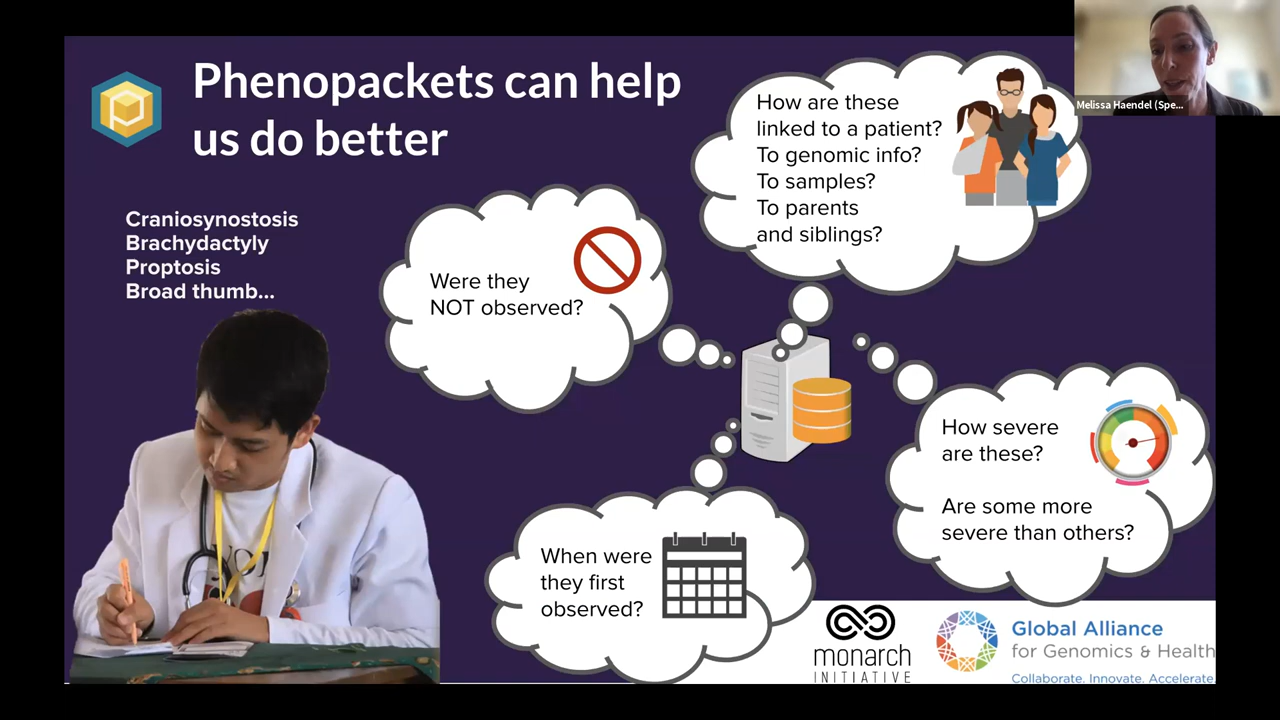 Phenopackets can help
us do better
Craniosynostosis
Brachydactyly
Proptosis
Broad thumb...
Were they
NOT observed?
How are these
linked to a patient?
To genomic info?
To samples?
To parents
and siblings?
Melissa Haendel (Spe...
How severe
are these?
Are some more
severe than others?
When were
they first
observed?
monarch
INITIATIVE
Global Alliance
for Genomics & Health
Collaborate. Innovate. Accelerate.